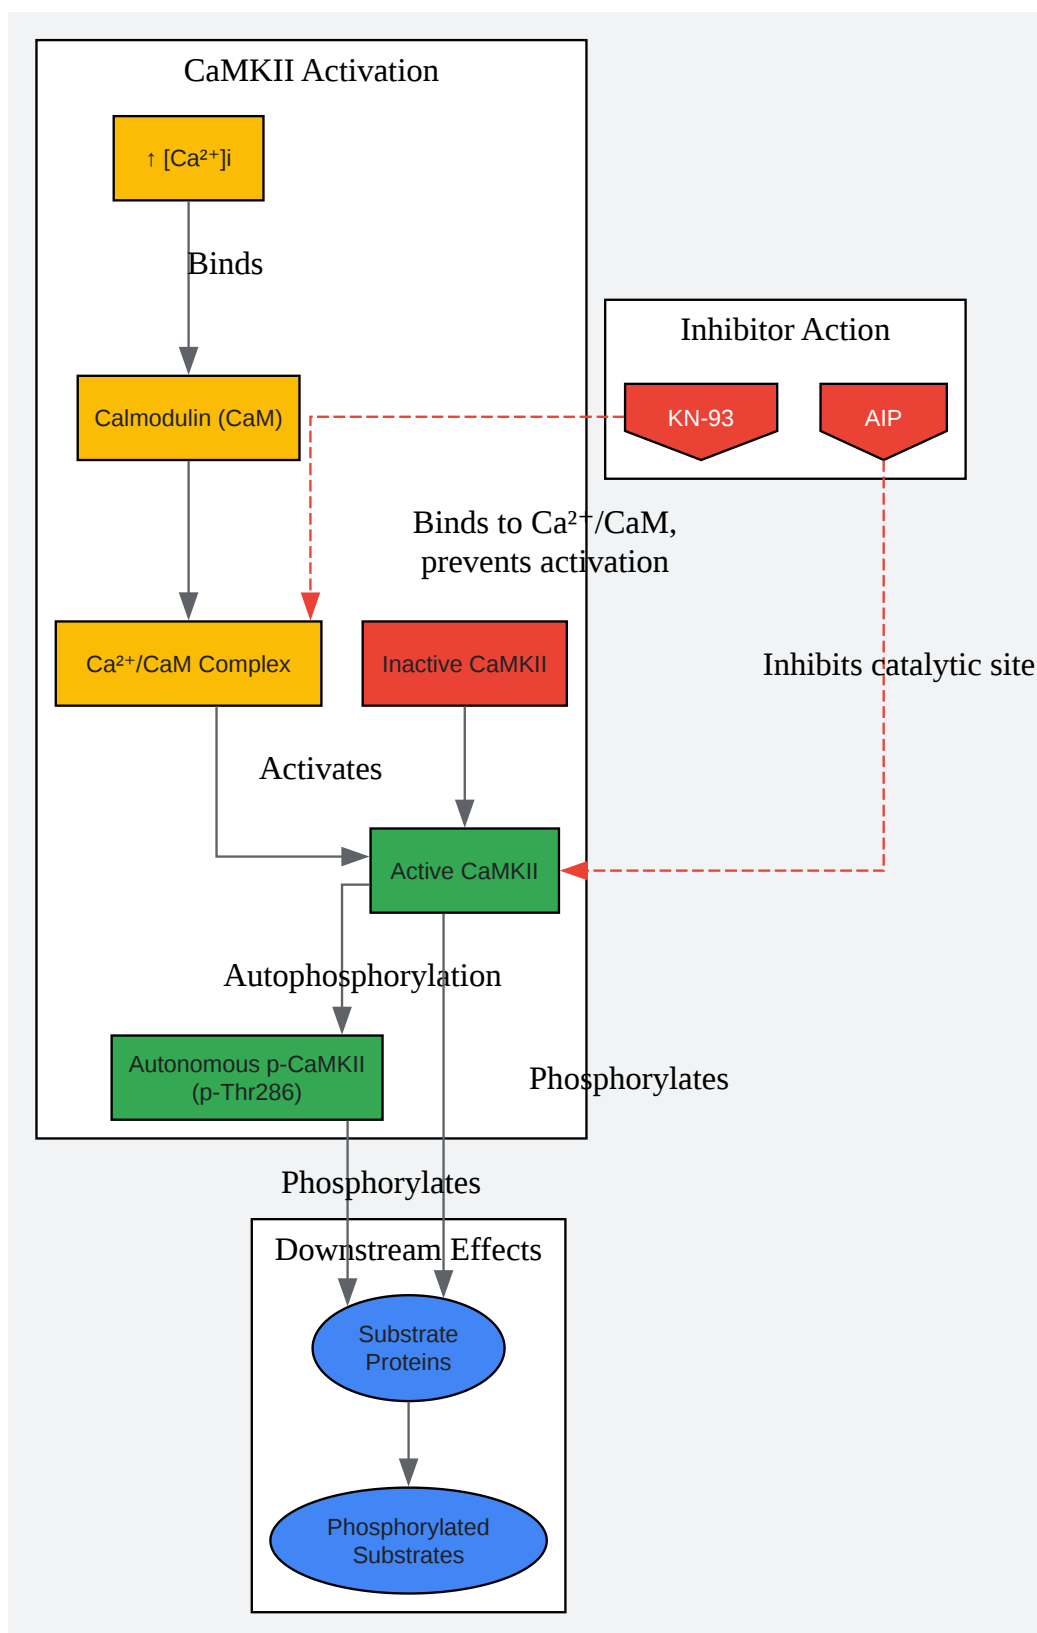 CaMKII Activation
↑ [Ca²⁺]i
Binds
Inhibitor Action
Calmodulin (CaM)
KN-93
AIP
Binds to Ca²⁺/CaM,
prevents activation
Ca²⁺/CaM Complex
Inactive CaMKII
Inhibits catalytic site
Activates
Active CaMKII
Autophosphorylation
Autonomous p-CaMKII
(p-Thr286)
Phosphorylates
Phosphorylates
Downstream Effects
Substrate
Proteins
Phosphorylated
Substrates